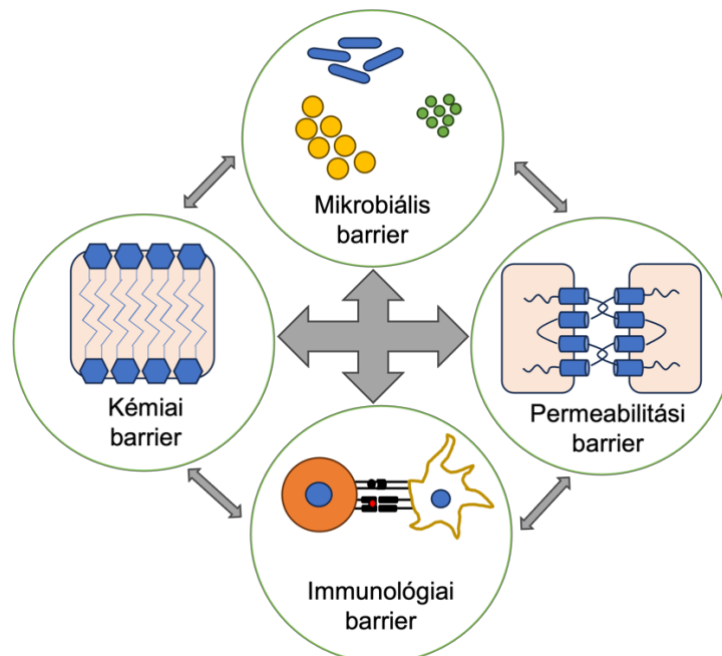 Mikrobiális
barrier
Kémiai
barrier
Permeabilitási
barrier
Immunológiai
barrier